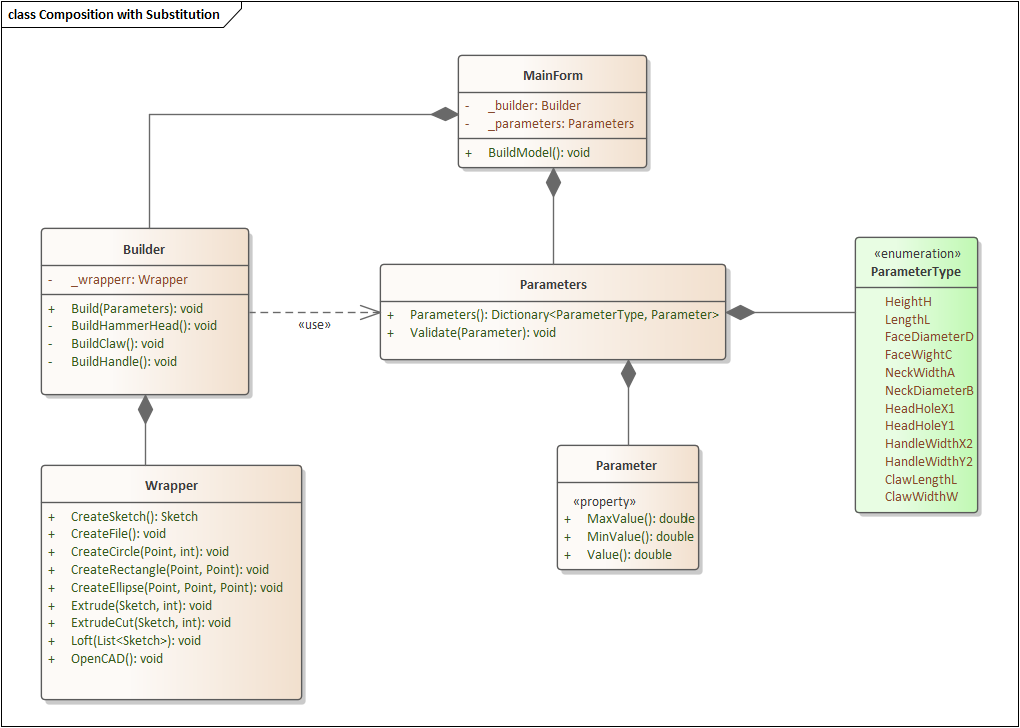 class Composition with Substitution
MainForm
- _builder: Builder
- _parameters: Parameters
+ BuildModel(): void
Builder
- _wrapperr: Wrapper
+ Build(Parameters): void
- BuildHammerHead(): void
- BuildClaw(): void
- BuildHandle(): void
«use»
Parameters
+ Parameters(): Dictionary<ParameterType, Parameter>
+ Validate(Parameter): void
«enumeration»
ParameterType
HeightH
LengthL
FaceDiameterD
FaceWightC
NeckWidthA
NeckDiameterB
HeadHoleX1
HeadHoleY1
HandleWidthX2
HandleWidthY2
ClawLengthL
ClawWidthW
Wrapper
+ CreateSketch(): Sketch
+ CreateFile(): void
+ CreateCircle(Point, int): void
+ CreateRectangle(Point, Point): void
+ CreateEllipse(Point, Point, Point): void
+ Extrude(Sketch, int): void
+ ExtrudeCut(Sketch, int): void
+ Loft(List<Sketch>): void
+ OpenCAD(): void
Parameter
«property»
+ MaxValue(): double
+ MinValue(): double
+ Value(): double